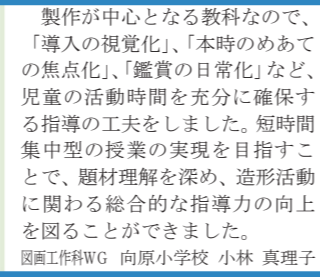 製作が中心となる教科なので、
「導入の視覚化」、「本時のめあて
の焦点化」、「鑑賞の日常化」など、
児童の活動時間を充分に確保す
る指導の工夫をしました。短時間
集中型の授業の実現を目指すこ
とで、題材理解を深め、造形活動
に関わる総合的な指導力の向上
を図ることができました。
図画工作科WG 向原小学校 小林 真理子